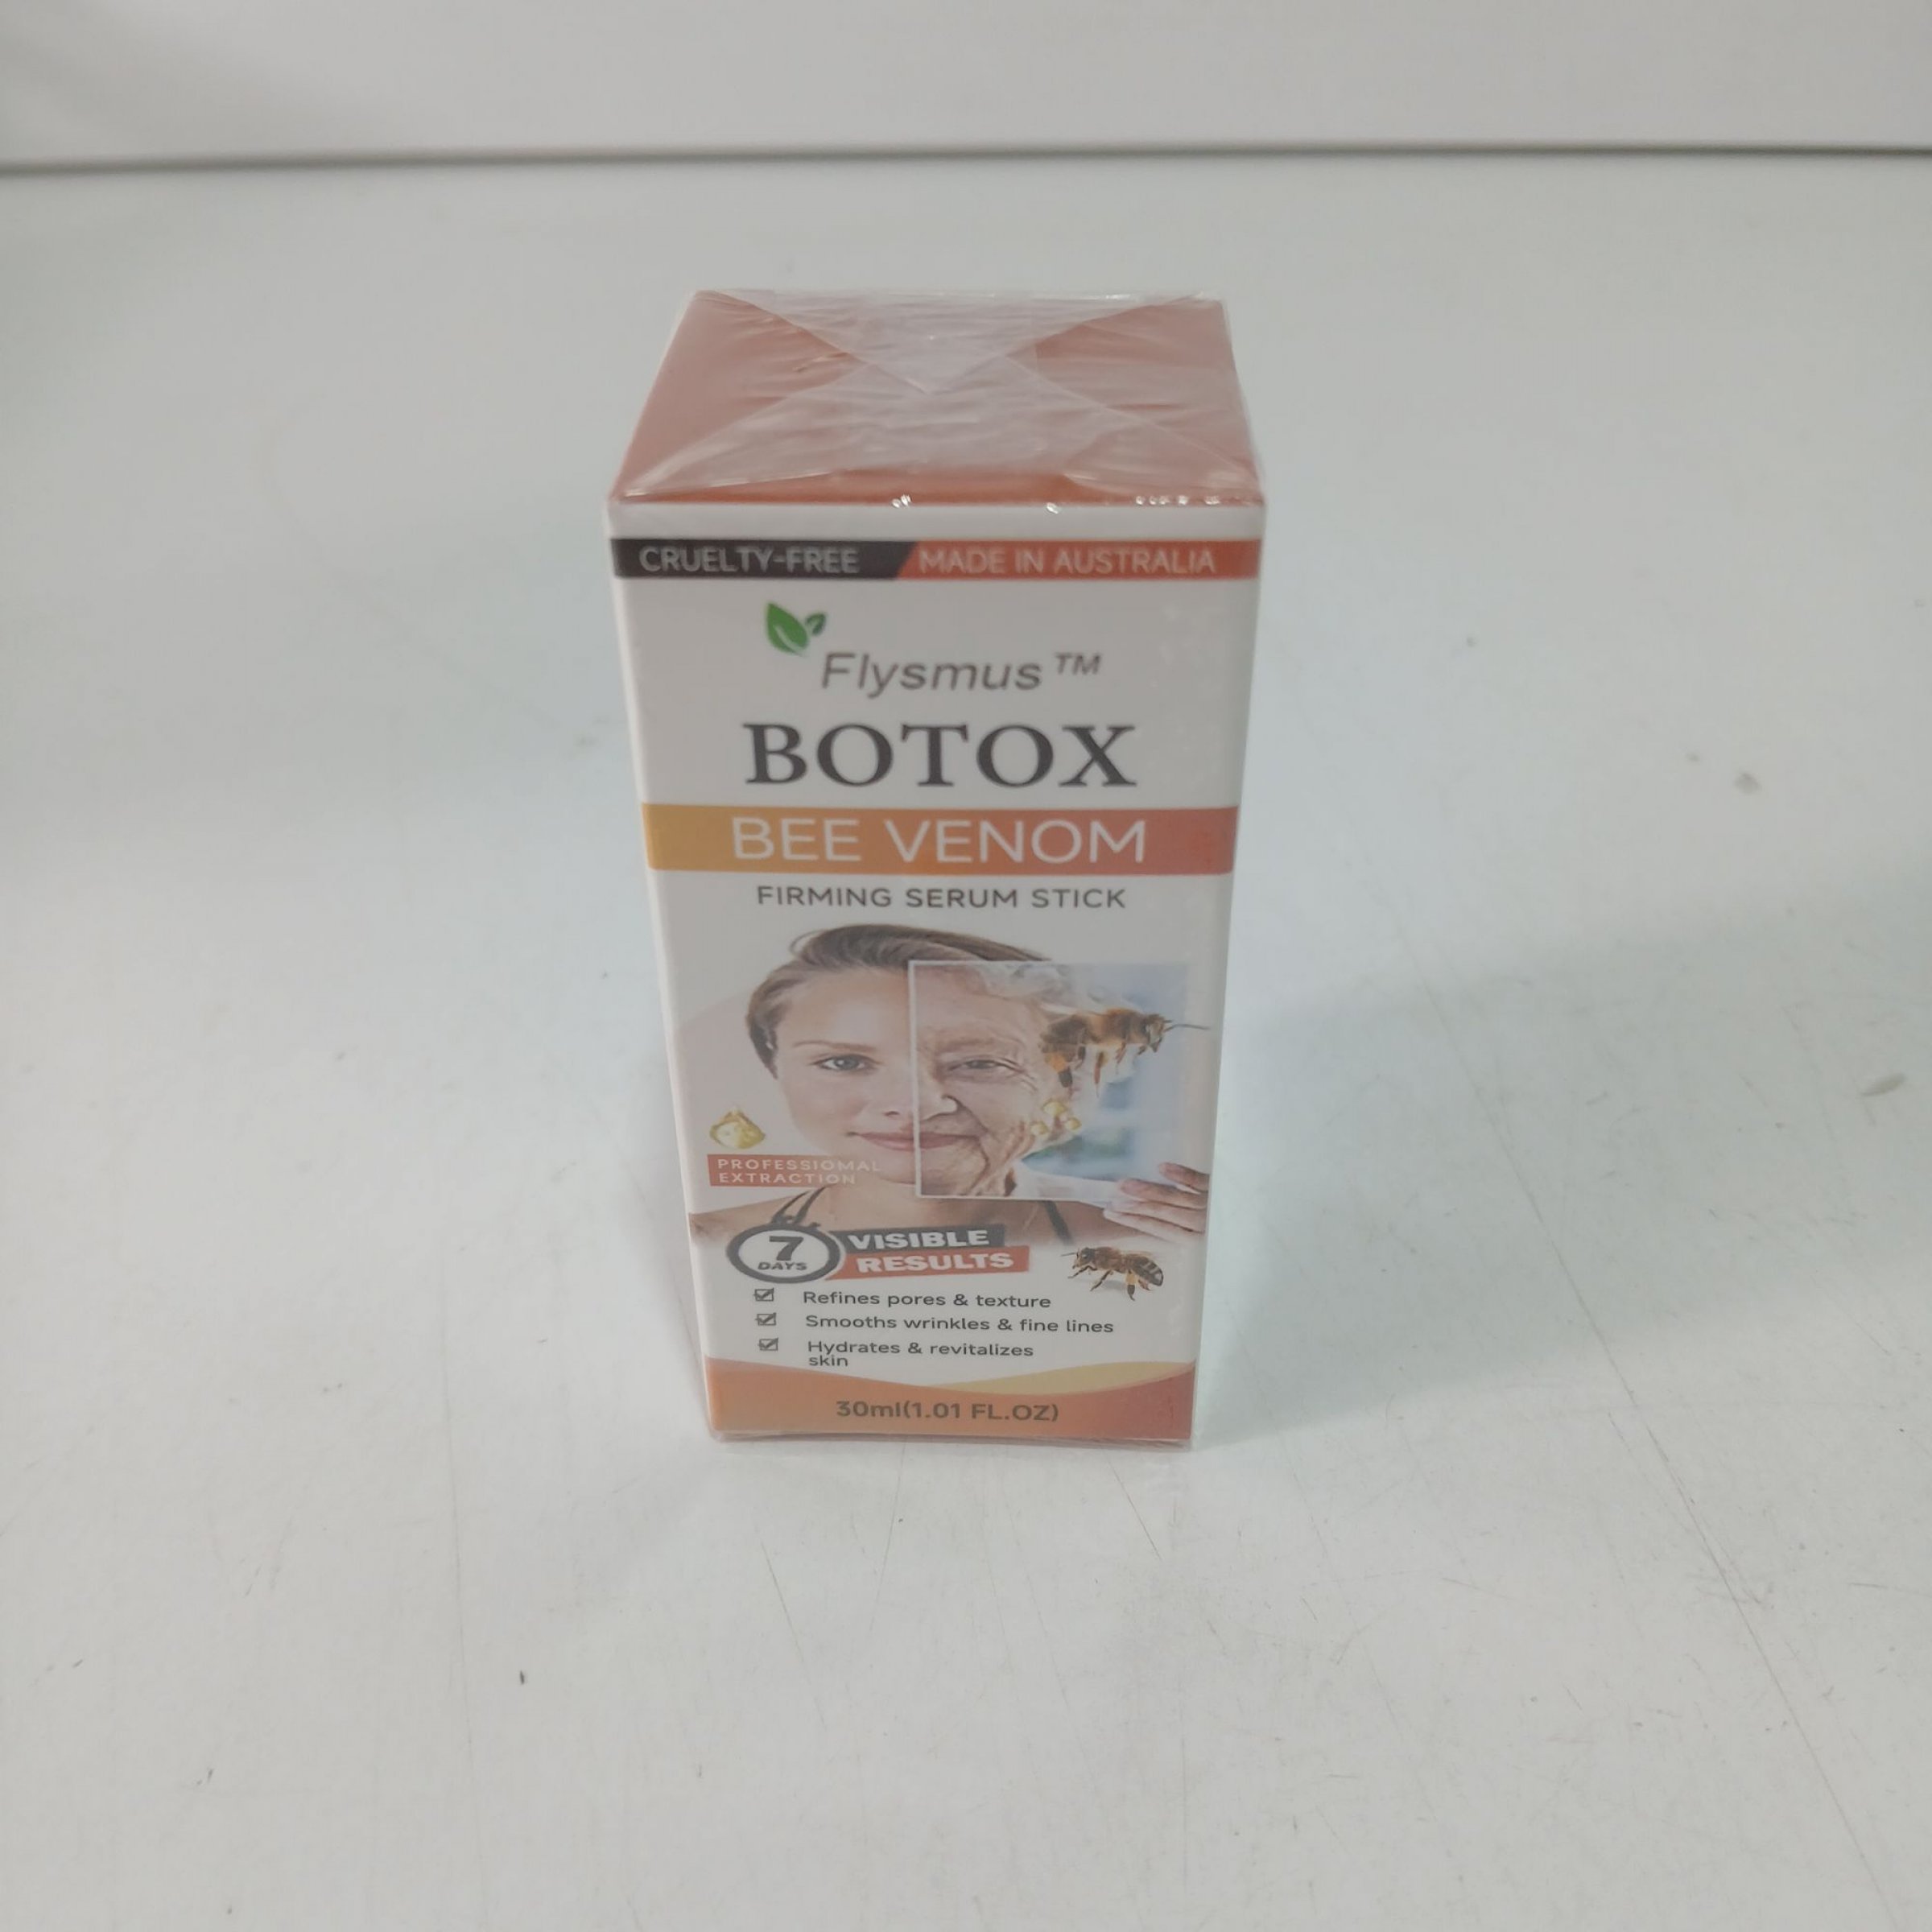 CRUELTY-FREE MADE IN AUSTRALIA
Flysmus™
BOTOX
BEE VENOM
FIRMING SERUM STICK
PROFESSIONAL
EXTRACTION
7
DAYS
VISIBLE
RESULTS
Refines pores & texture
Smooths wrinkles & fine lines
Hydrates & revitalizes
skin
30ml(1.01 FL.OZ)